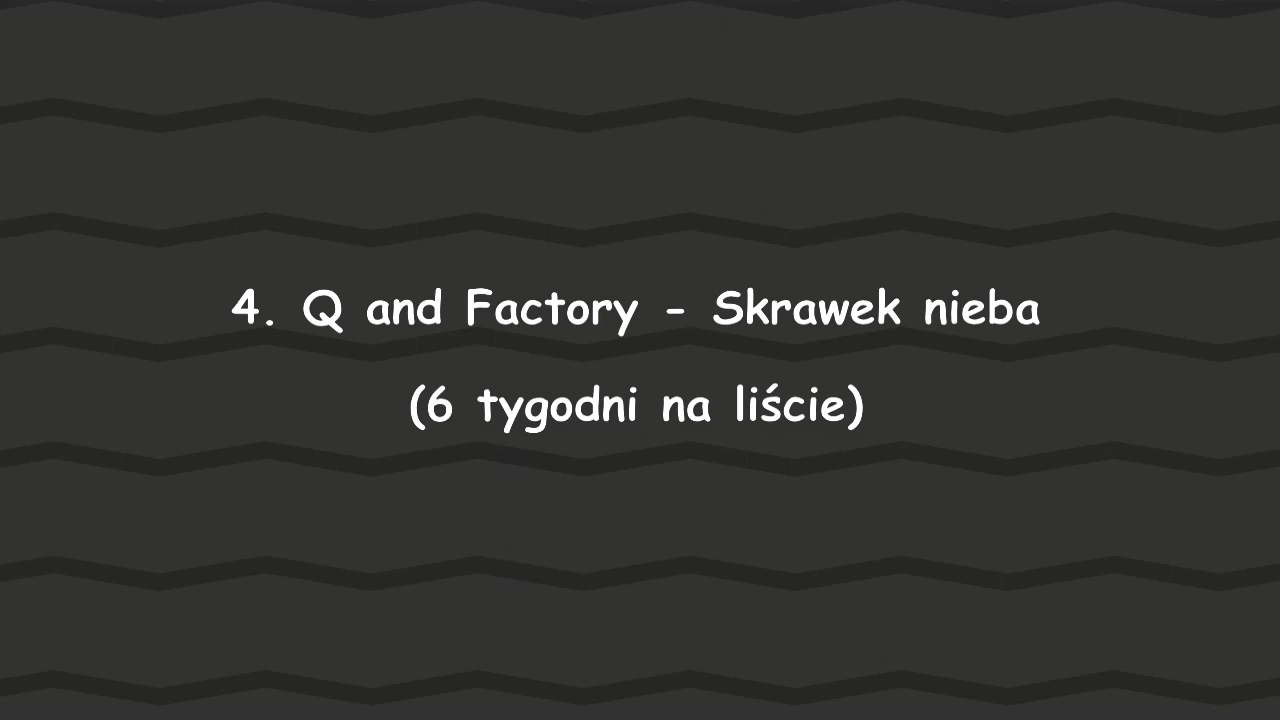 4. Q and Factory - Skrawek nieba
(6 tygodni na liście)